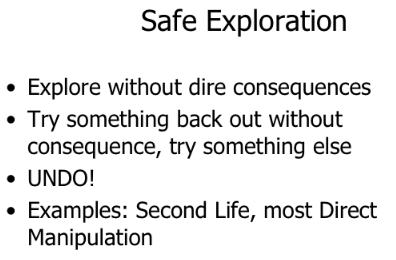 Safe Exploration
• Explore without dire consequences
• Try something back out without
consequence, try something else
• UNDO!
• Examples: Second Life, most Direct
Manipulation